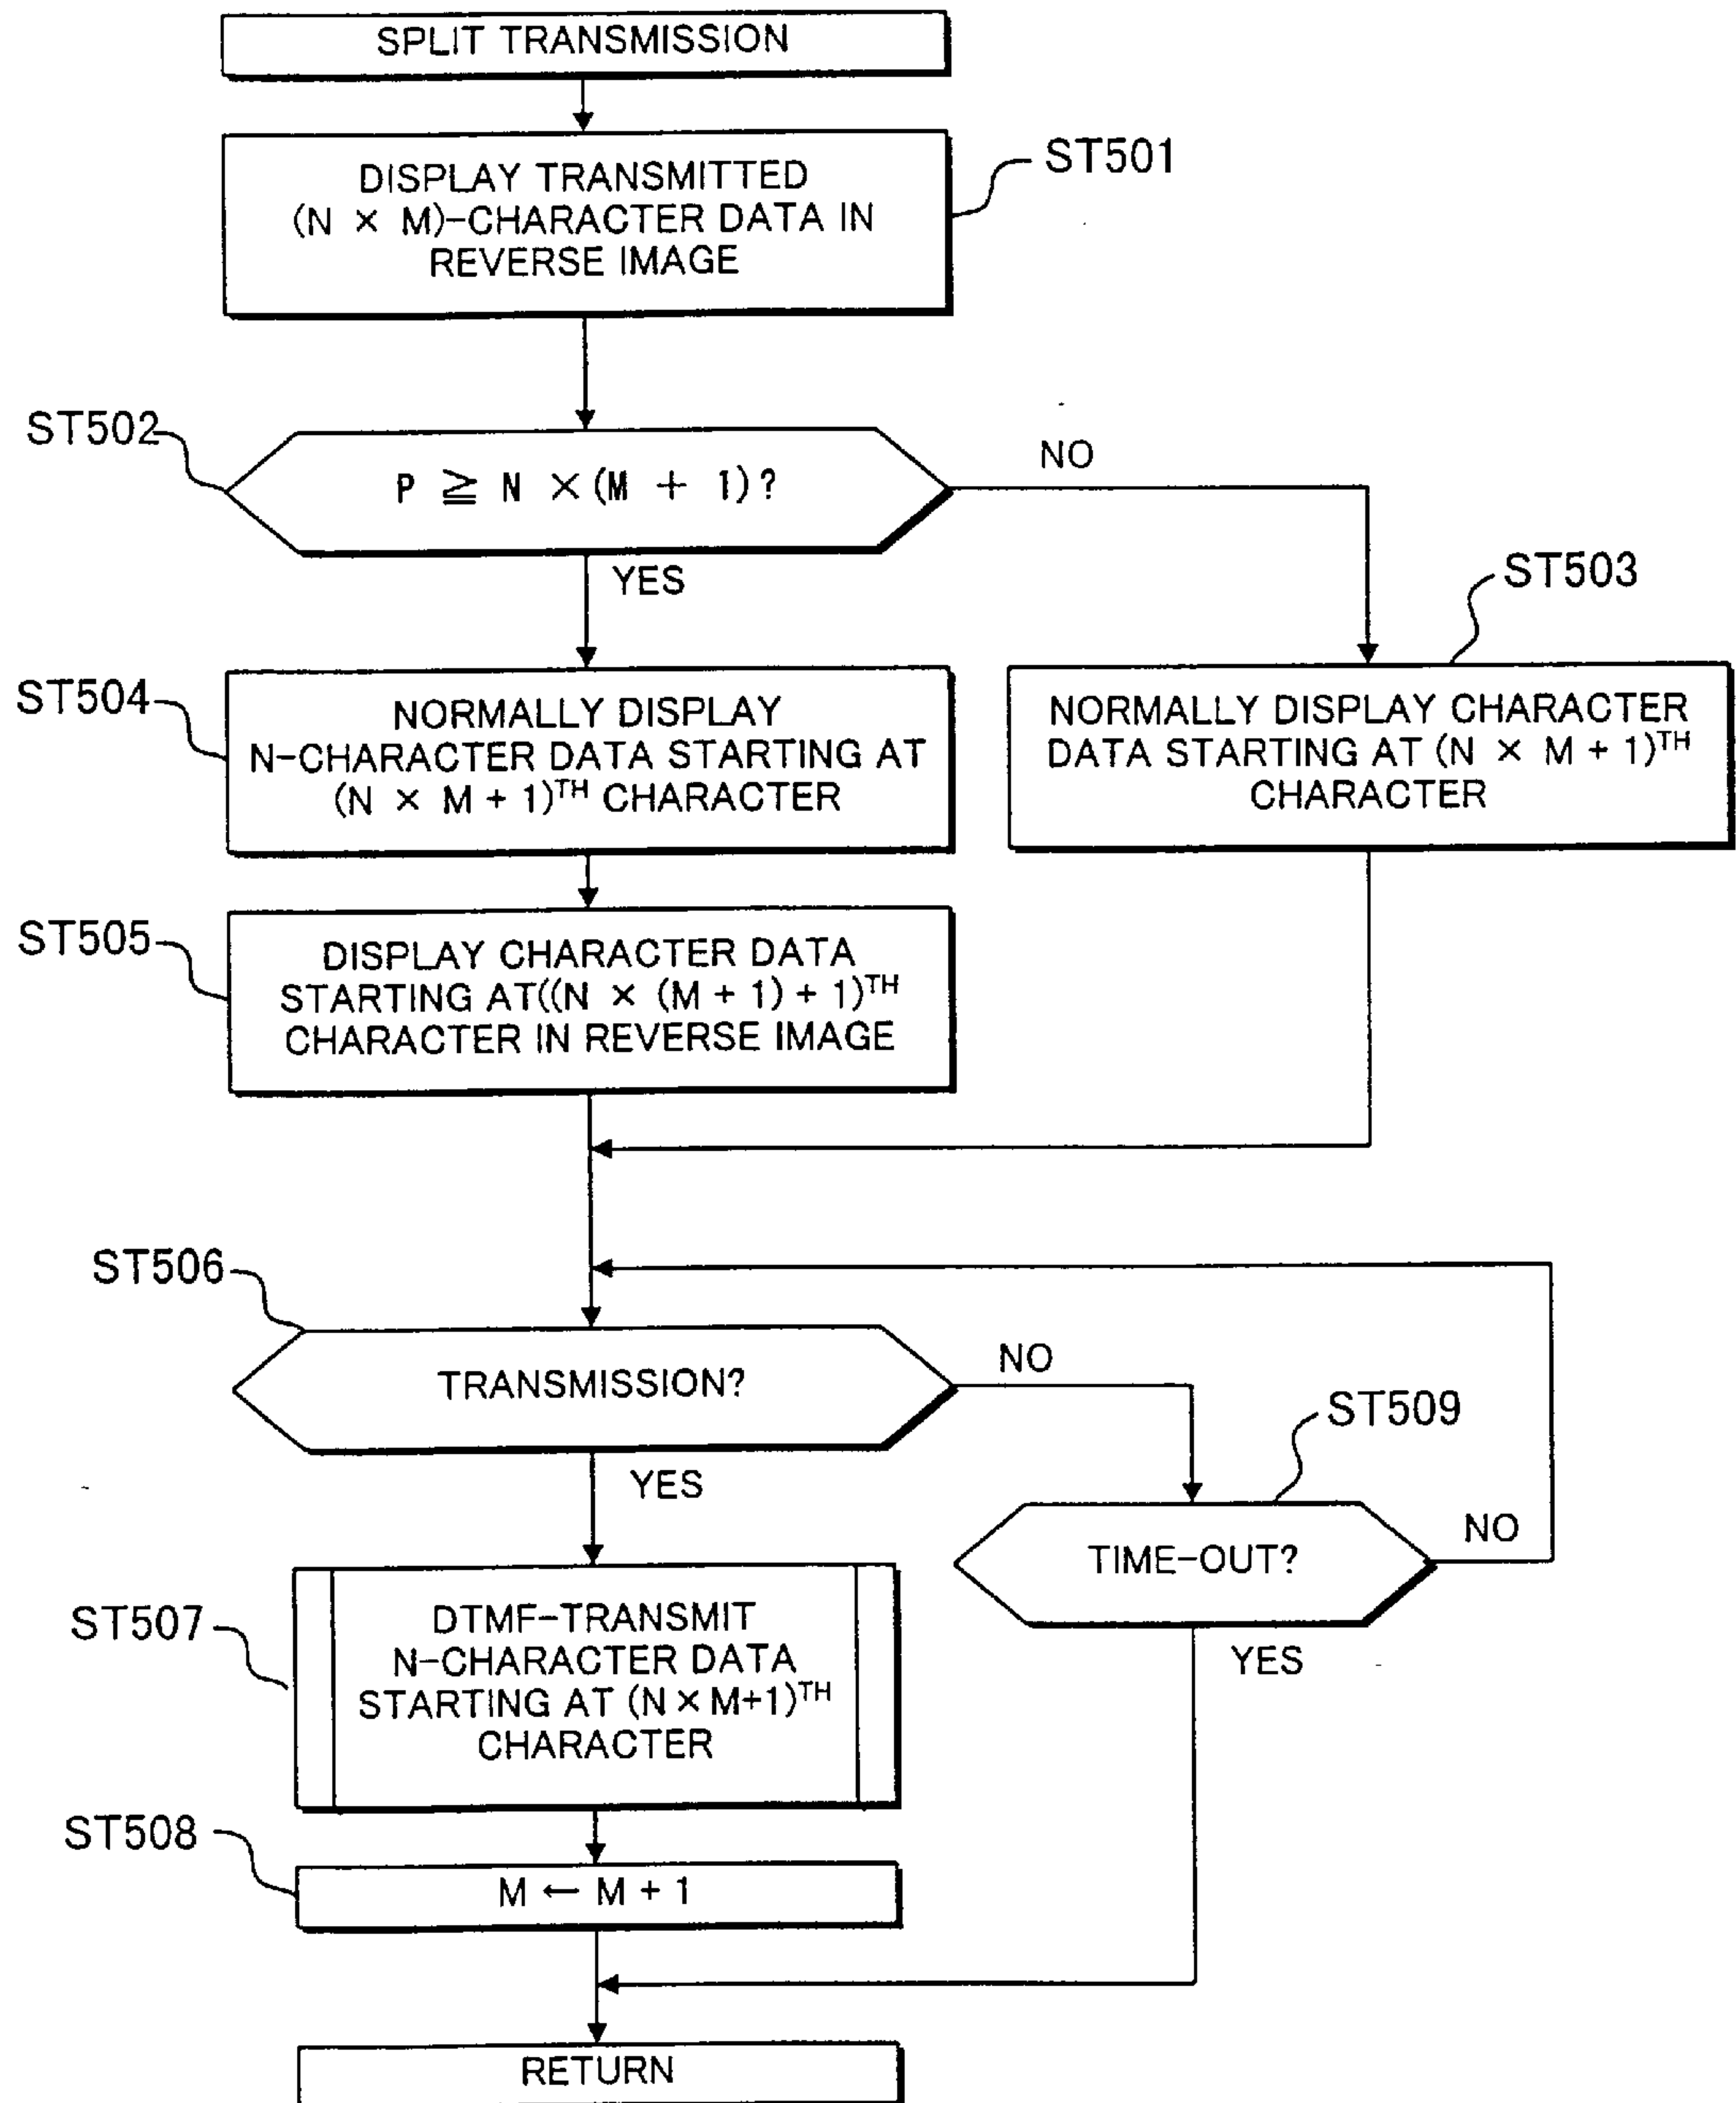 SPLIT TRANSMISSION
DISPLAY TRANSMITTED
(N × M)-CHARACTER DATA IN
REVERSE IMAGE
ST501
ST502
P ≧ N ×(M + 1)?
NO
YES
ST503
ST504
NORMALLY DISPLAY
N-CHARACTER DATA STARTING AT
(N × M + 1)TH CHARACTER
NORMALLY DISPLAY CHARACTER
DATA STARTING AT (N × M + 1)TH
CHARACTER
ST505
DISPLAY CHARACTER DATA
STARTING AT((N × (M + 1) + 1)TH
CHARACTER IN REVERSE IMAGE
ST506
TRANSMISSION?
NO
YES
ST509
TIME-OUT?
NO
YES
ST507
DTMF-TRANSMIT
N-CHARACTER DATA
STARTING AT (N × M+1)TH
CHARACTER
ST508
M ← M + 1
RETURN